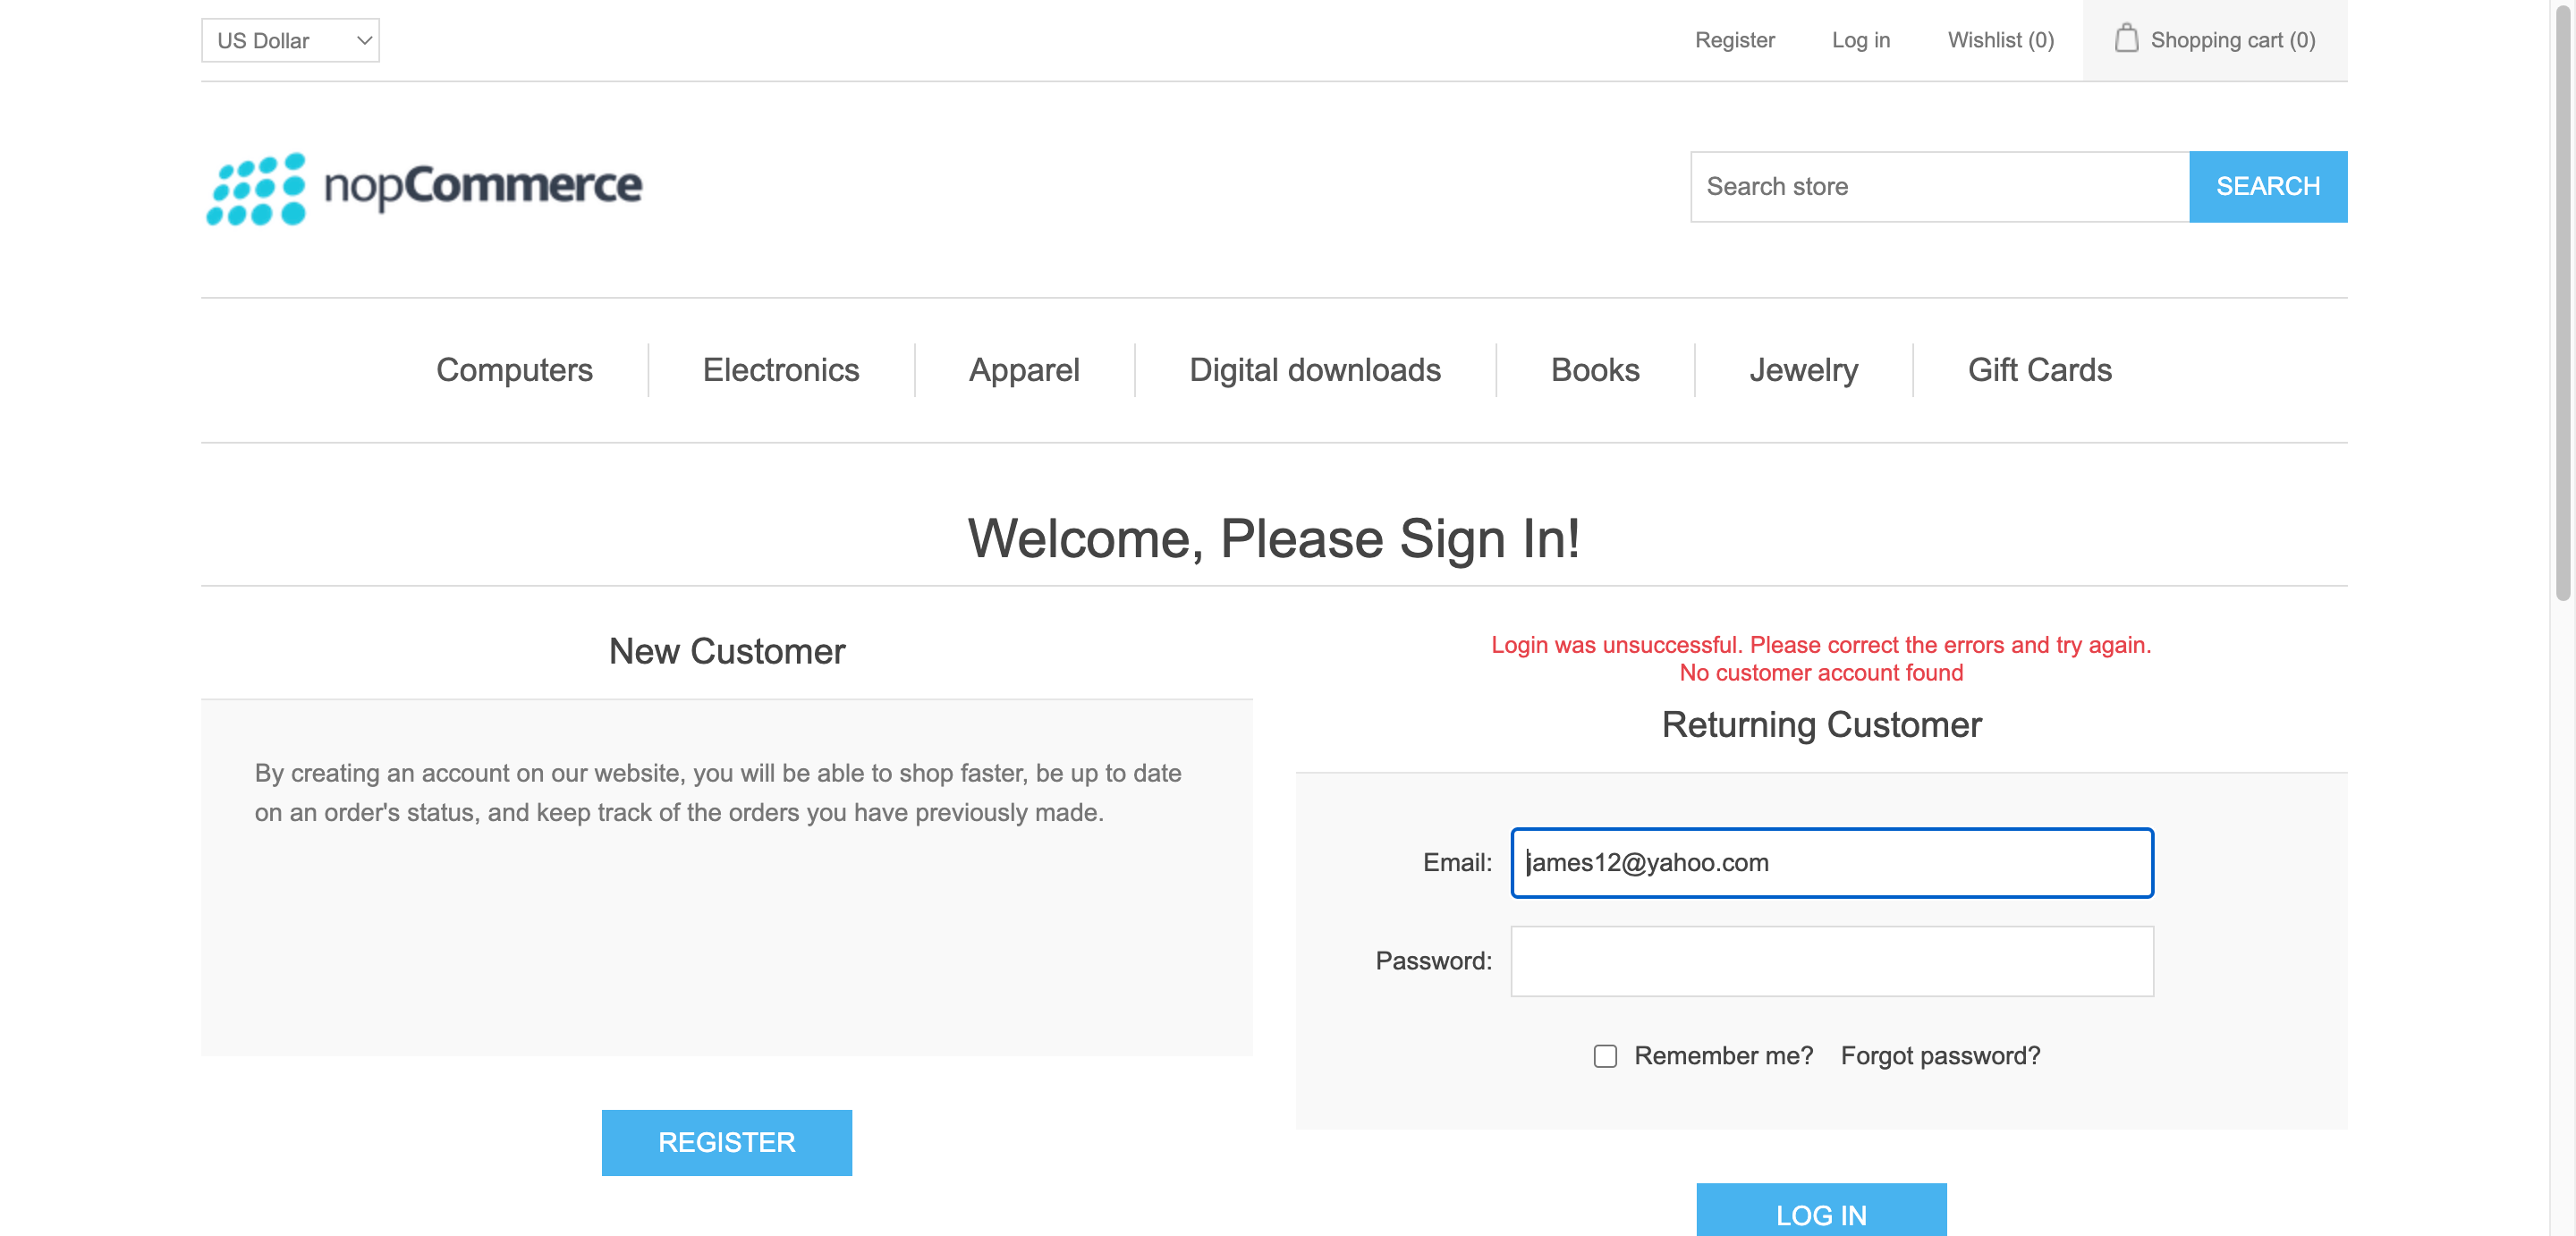 US Dollar
Register Log in Wishlist (0) Shopping cart (0)
nopCommerce
Search store SEARCH
Computers Electronics Apparel Digital downloads Books Jewelry Gift Cards
Welcome, Please Sign In!
New Customer
By creating an account on our website, you will be able to shop faster, be up to date
on an order's status, and keep track of the orders you have previously made.
REGISTER
Login was unsuccessful. Please correct the errors and try again.
No customer account found
Returning Customer
Email: james12@yahoo.com
Password:
Remember me? Forgot password?
LOG IN